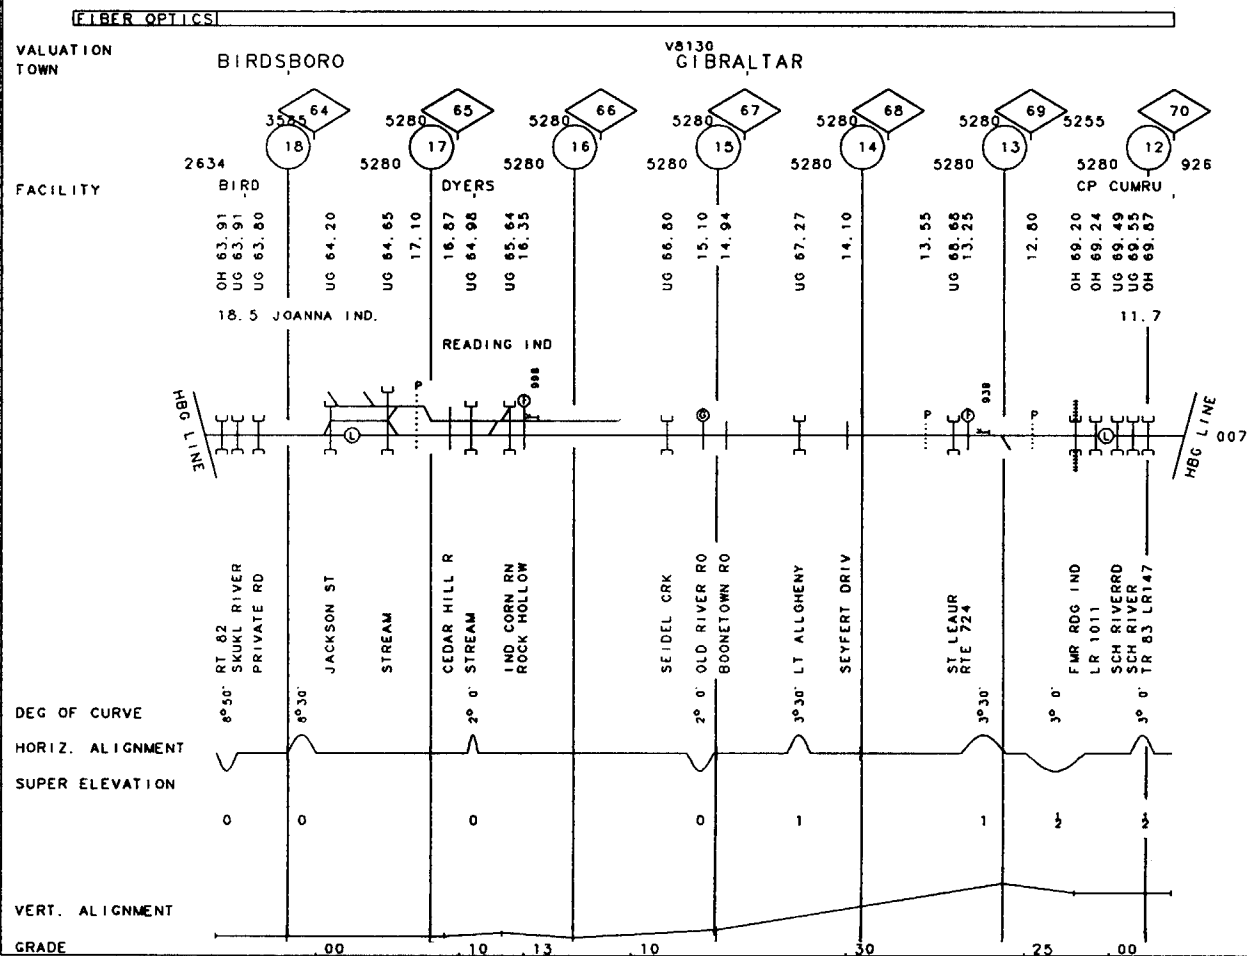 FIBER OPTICS
VALUATION
V8130
TOWN
BIRDSBORO
GIBRALTAR
64 65 66 67 68 69 70
3585 5280 5280 5280 5280 5280 5255
18 17 16 15 14 13 12
2634 5280 5280 5280 5280 5280 5280 926
FACILITY
BIRD
DYERS
CP CUMRU
OH 63.91
UG 63.91
UG 63.80
UG 64.20
UG 64.65
17.10
16.87
UG 64.98
UG 65.64
16.35
UG 66.80
15.10
14.94
UG 67.27
14.10
13.55
UG 68.68
13.25
12.80
OH 69.20
OH 69.24
UG 69.49
UG 69.55
OH 69.87
18.5 JOANNA IND.
11.7
READING IND
P
998
939
P
P
HBG LINE
L
G
L
HBG LINE
007
RT 82
SKUKL RIVER
PRIVATE RD
JACKSON ST
STREAM
CEDAR HILL R
STREAM
IND CORN RN
ROCK HOLLOW
SEIDEL CRK
OLD RIVER RO
BOONETOWN RO
LT ALLGHENY
SEYFERT DRIV
ST LEAUR
RTE 724
FMR RDG IND
LR 1011
SCH RIVERRD
SCH RIVER
TR 83 LR147
DEG OF CURVE
8°50' 8°30' 2° 0' 2° 0' 3°30' 3°30' 3° 0' 3° 0'
HORIZ. ALIGNMENT
SUPER ELEVATION
0 0 0 0 1 1 ½ ½
VERT. ALIGNMENT
GRADE
.00 .10 .13 .10 .30 .25 .00